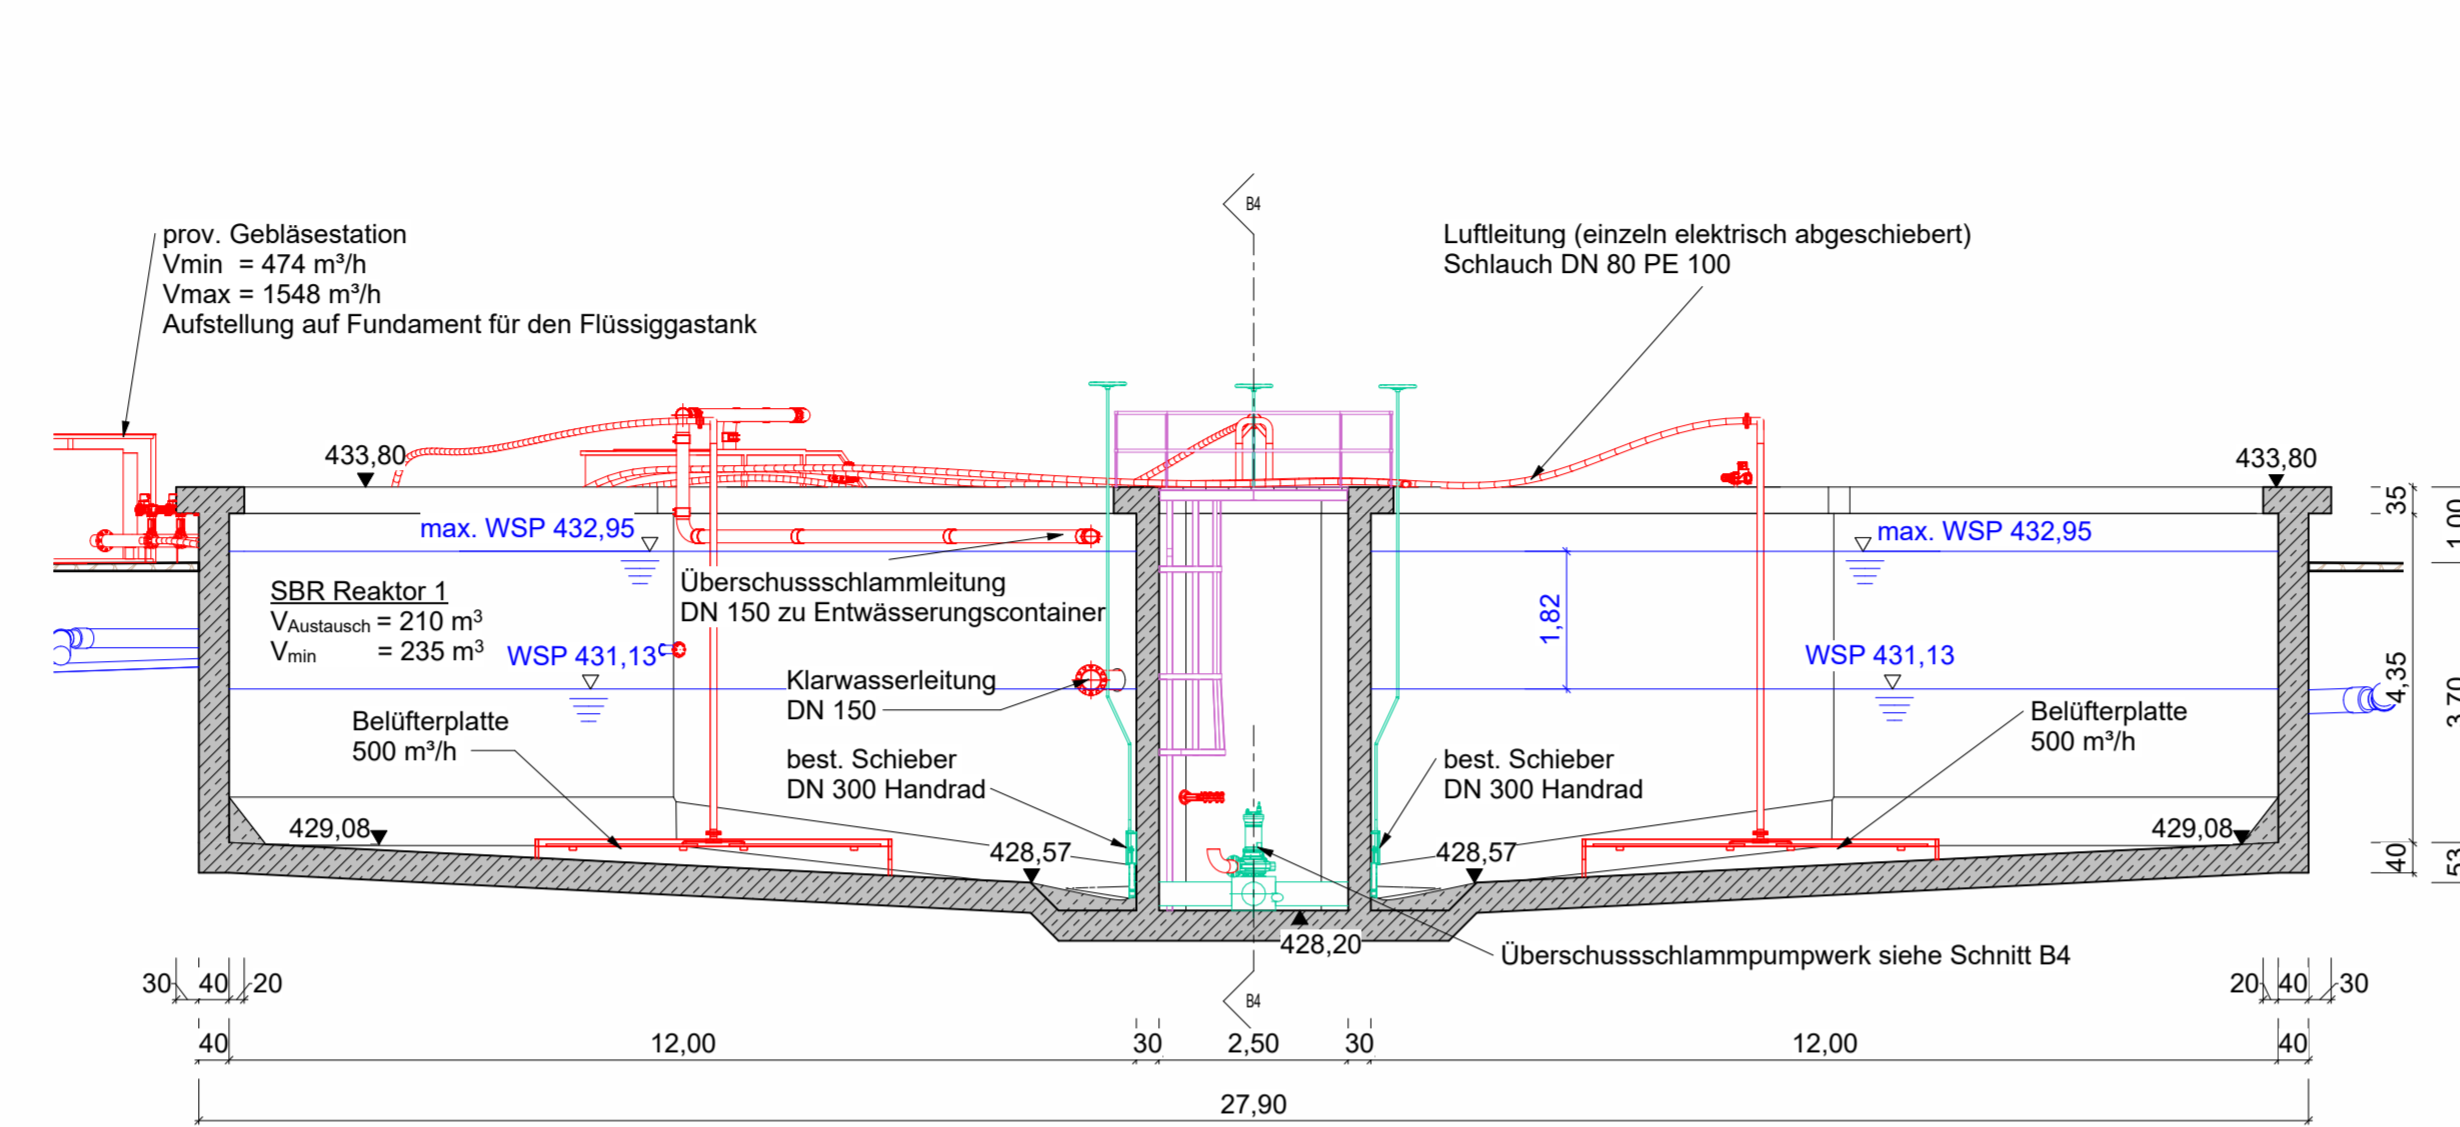 B4
prov. Gebläsestation
Vmin = 474 m³/h
Vmax = 1548 m³/h
Aufstellung auf Fundament für den Flüssiggastank
Luftleitung (einzeln elektrisch abgeschiebert)
Schlauch DN 80 PE 100
433,80
433,80
max. WSP 432,95
max. WSP 432,95
35
1,00
SBR Reaktor 1
VAustausch = 210 m³
Vmin = 235 m³
Überschussschlammleitung
DN 150 zu Entwässerungscontainer
1,82
WSP 431,13
WSP 431,13
Klarwasserleitung
DN 150
4,35
3,70
Belüfterplatte
500 m³/h
Belüfterplatte
500 m³/h
best. Schieber
DN 300 Handrad
best. Schieber
DN 300 Handrad
429,08
429,08
428,57
428,57
40
53
428,20
Überschussschlammpumpwerk siehe Schnitt B4
30 40 20
B4
20 40 30
40 12,00 30 2,50 30 12,00 40
27,90